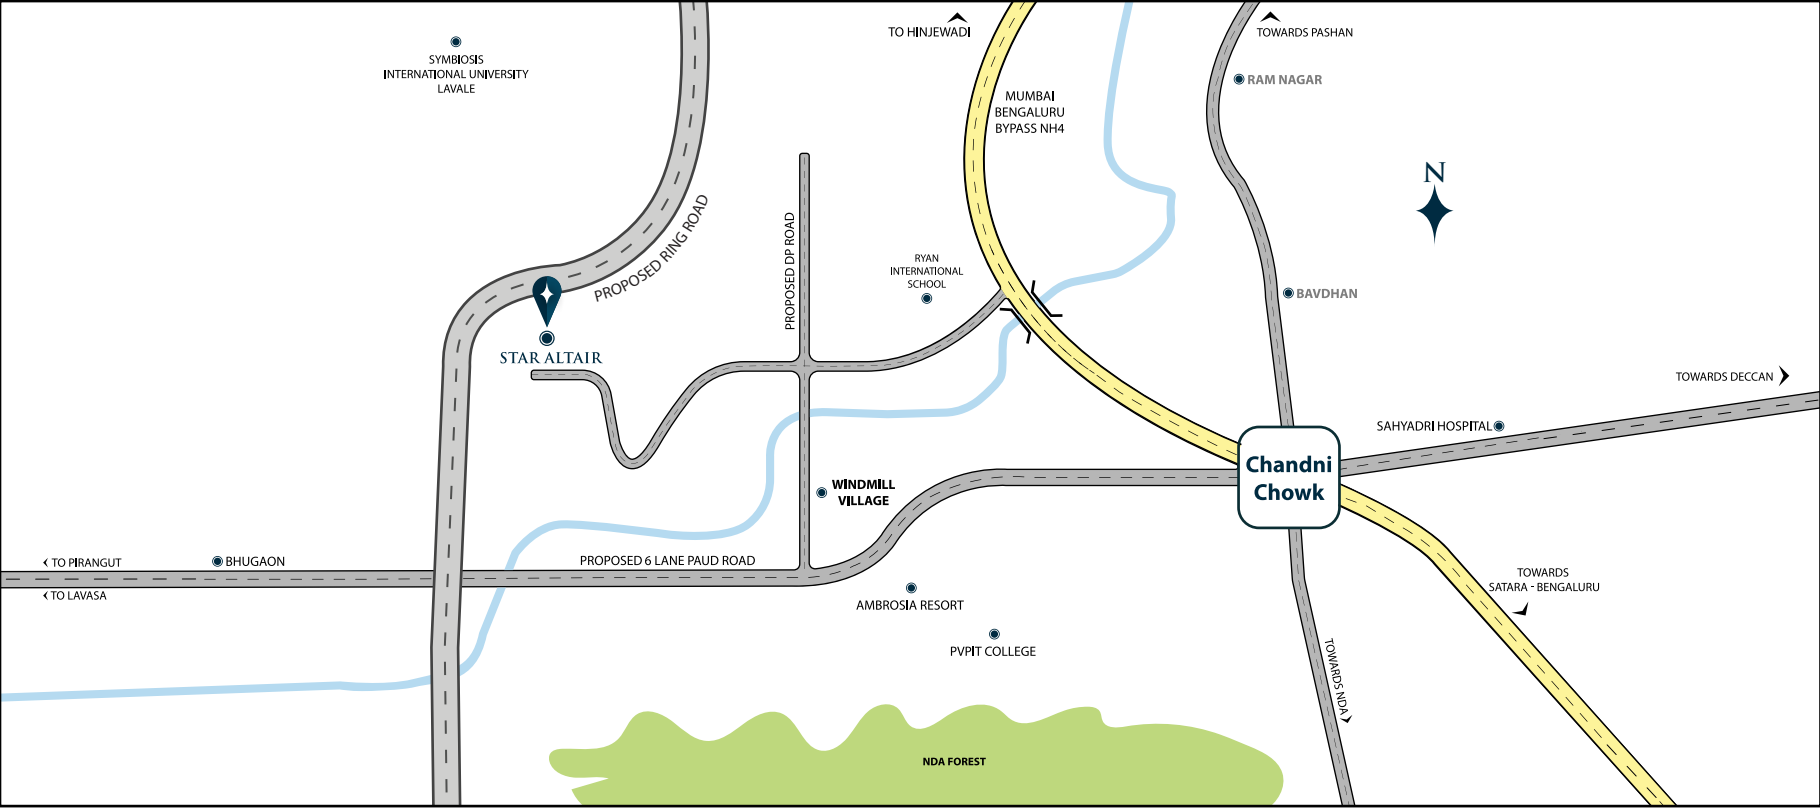 TO HINJEWADI
TOWARDS PASHAN
SYMBIOSIS
INTERNATIONAL UNIVERSITY
LAVALE
RAM NAGAR
MUMBAI
BENGALURU
BYPASS NH4
N
PROPOSED RING ROAD
PROPOSED DP ROAD
RYAN
INTERNATIONAL
SCHOOL
BAVDHAN
STAR ALTAIR
TOWARDS DECCAN
SAHYADRI HOSPITAL
Chandni
Chowk
WINDMILL
VILLAGE
TO PIRANGUT
BHUGAON
PROPOSED 6 LANE PAUD ROAD
TO LAVASA
AMBROSIA RESORT
TOWARDS
SATARA - BENGALURU
PVPIT COLLEGE
TOWARDS NDA
NDA FOREST